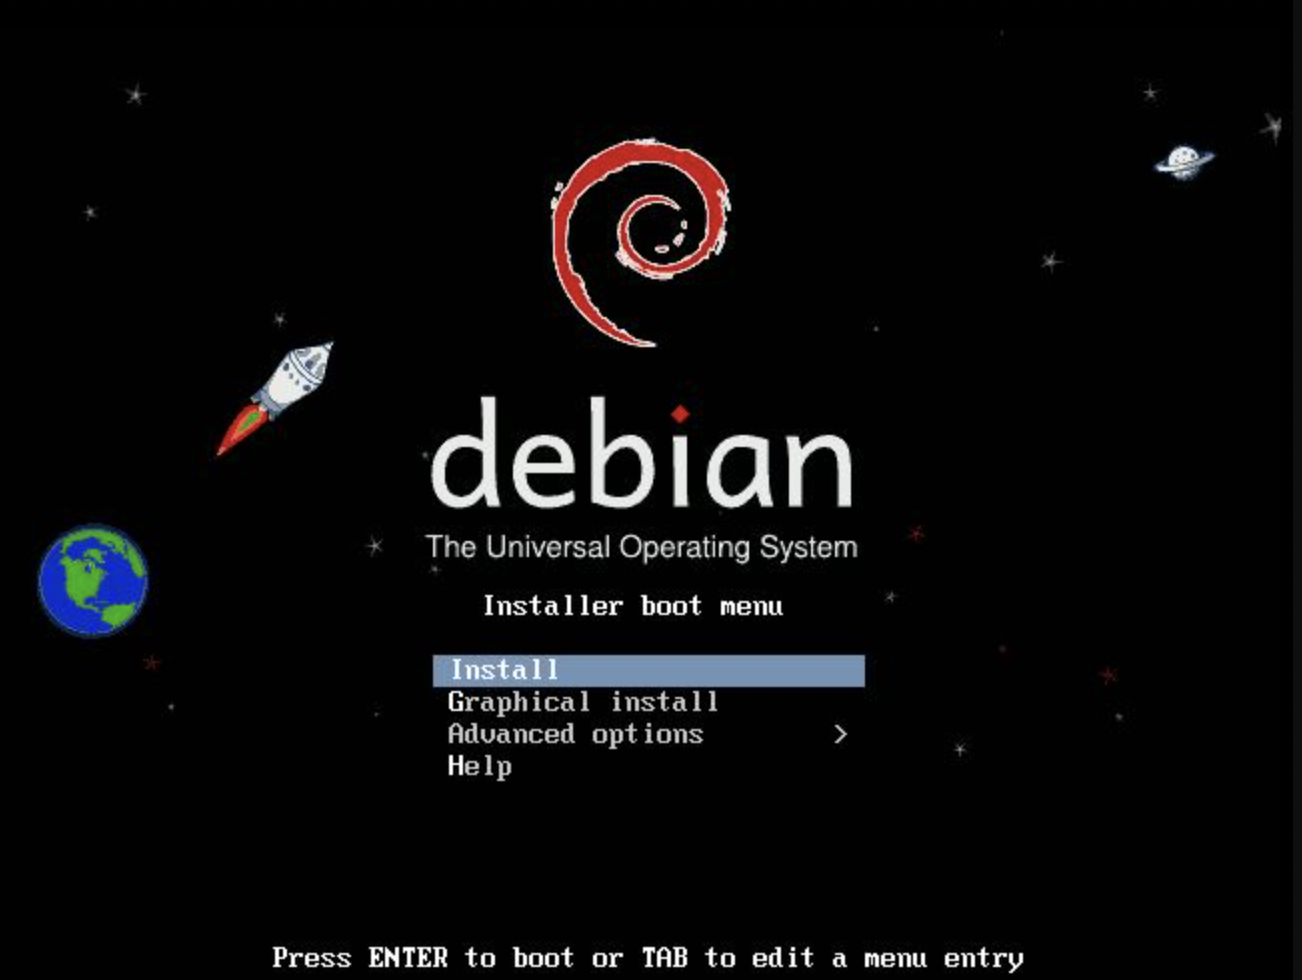 debian
The Universal Operating System
Installer boot menu
Install
Graphical install
Advanced options >
Help
Press ENTER to boot or TAB to edit a menu entry